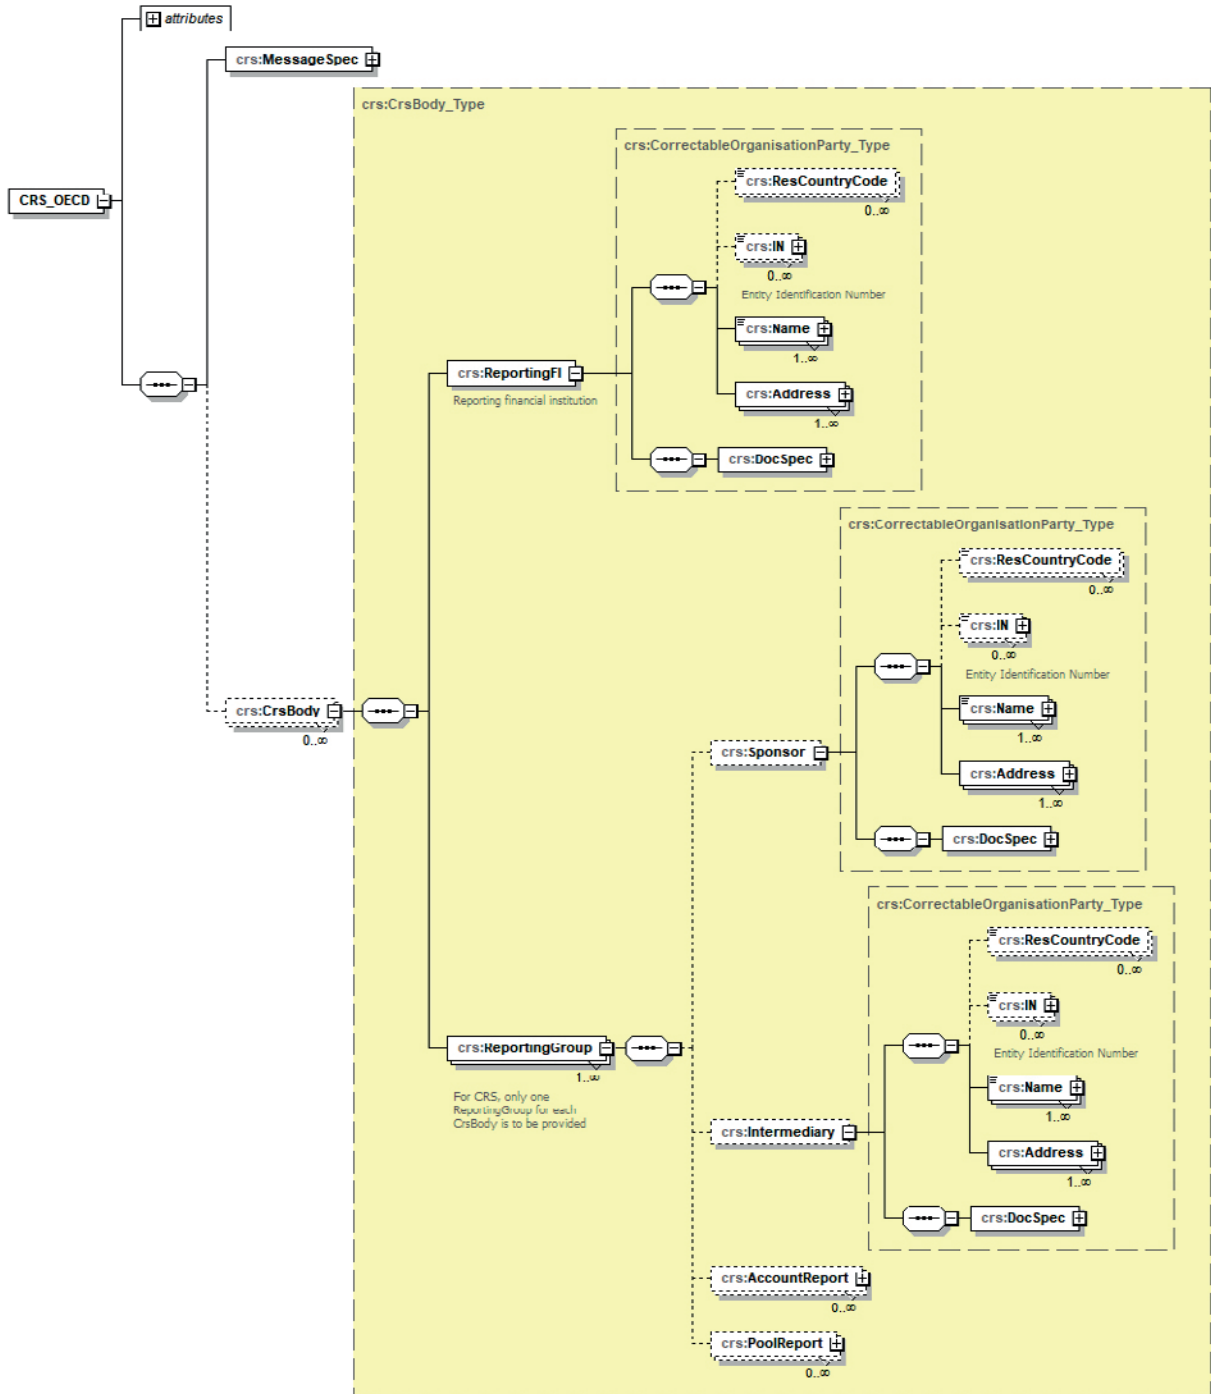 attributes
crs:MessageSpec
crs:CrsBody_Type
crs:CorrectableOrganisationParty_Type
crs:ResCountryCode
0..∞
CRS_OECD
crs:IN
0..∞
Entity Identification Number
crs:Name
1..∞
crs:ReportingFI
Reporting financial institution
crs:Address
1..∞
crs:DocSpec
crs:CorrectableOrganisationParty_Type
crs:ResCountryCode
0..∞
crs:IN
0..∞
Entity Identification Number
crs:Name
1..∞
crs:CrsBody
0..∞
crs:Sponsor
crs:Address
1..∞
crs:DocSpec
crs:CorrectableOrganisationParty_Type
crs:ResCountryCode
0..∞
crs:IN
0..∞
Entity Identification Number
crs:ReportingGroup
1..∞
For CRS, only one
ReportingGroup for each
CrsBody is to be provided
crs:Name
1..∞
crs:Intermediary
crs:Address
1..∞
crs:DocSpec
crs:AccountReport
0..∞
crs:PoolReport
0..∞